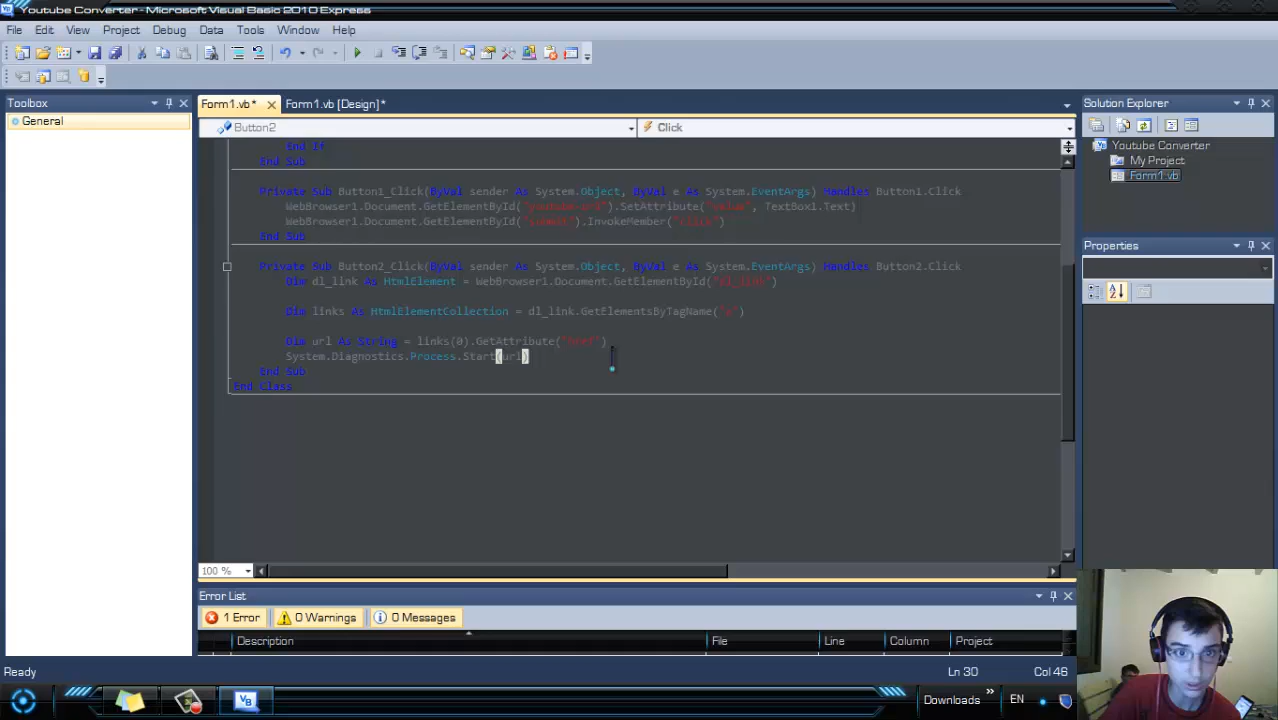 Youtube Converter - Microsoft Visual Basic 2010 Express
File Edit View Project Debug Data Tools Window Help
Toolbox
General
Form1.vb*
Form1.vb [Design]*
Button2
Click
End If
End Sub
Private Sub Button1_Click(ByVal sender As System.Object, ByVal e As System.EventArgs) Handles Button1.Click
WebBrowser1.Document.GetElementById("youtube-url").SetAttribute("value", TextBox1.Text)
WebBrowser1.Document.GetElementById("submit").InvokeMember("click")
End Sub
Private Sub Button2_Click(ByVal sender As System.Object, ByVal e As System.EventArgs) Handles Button2.Click
Dim dl_link As HtmlElement = WebBrowser1.Document.GetElementById("dl_link")
Dim links As HtmlElementCollection = dl_link.GetElementsByTagName("a")
Dim url As String = links(0).GetAttribute("href")
System.Diagnostics.Process.Start(url)
End Sub
End Class
100 %
Error List
1 Error
0 Warnings
0 Messages
Description
File
Line
Column
Project
Solution Explorer
Youtube Converter
My Project
Form1.vb
Properties
Ready
Ln 30
Col 46
VB
Downloads »
EN